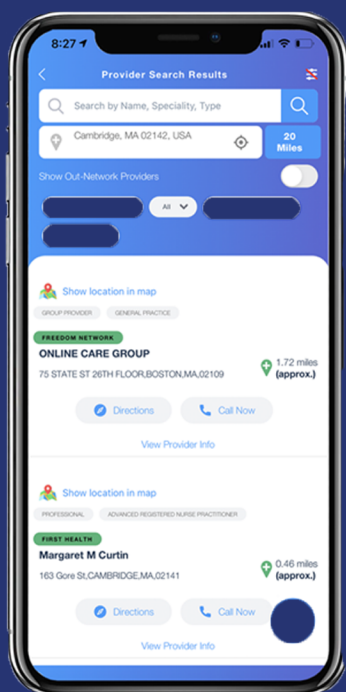 8:27
Provider Search Results
Search by Name, Speciality, Type
Cambridge, MA 02142, USA
20
Miles
Show Out-Network Providers
All
Show location in map
GROUP PROVIDER
GENERAL PRACTICE
FREEDOM NETWORK
ONLINE CARE GROUP
75 STATE ST 26TH FLOOR,BOSTON,MA,02109
1.72 miles
(approx.)
Directions
Call Now
View Provider Info
Show location in map
PROFESSIONAL
ADVANCED REGISTERED NURSE PRACTITIONER
FIRST HEALTH
Margaret M Curtin
163 Gore St,CAMBRIDGE,MA,02141
0.46 miles
(approx.)
Directions
Call Now
View Provider Info